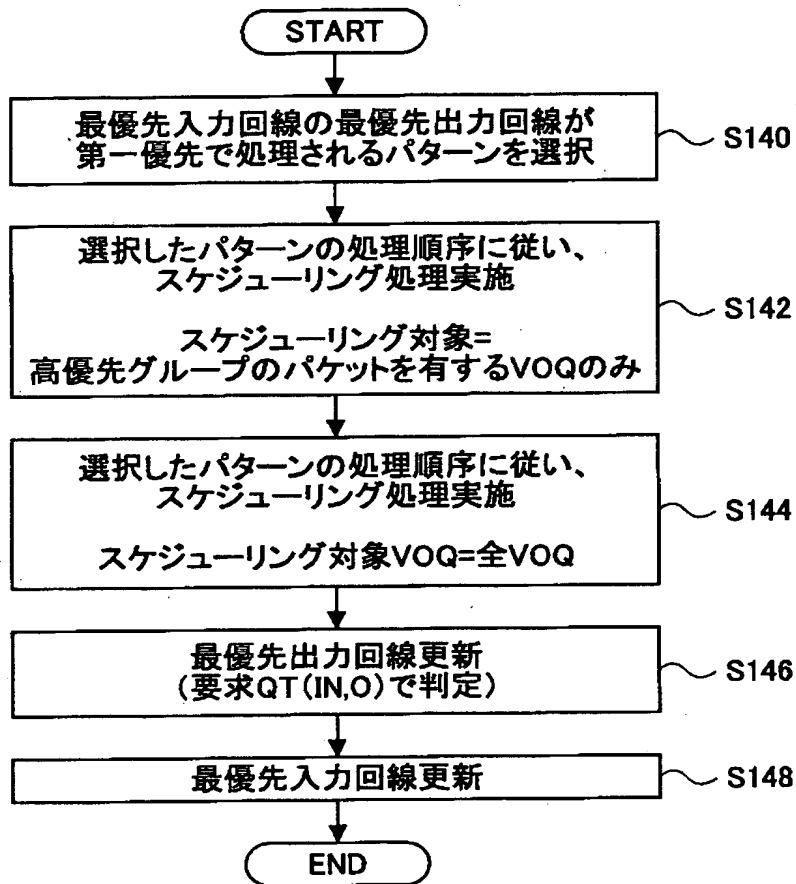 START
最優先入力回線の最優先出力回線が
第一優先で処理されるパターンを選択
S140
選択したパターンの処理順序に従い、
スケジューリング処理実施
スケジューリング対象=
高優先グループのパケットを有するVOQのみ
S142
選択したパターンの処理順序に従い、
スケジューリング処理実施
スケジューリング対象VOQ=全VOQ
S144
最優先出力回線更新
(要求QT(IN,O)で判定)
S146
最優先入力回線更新
S148
END